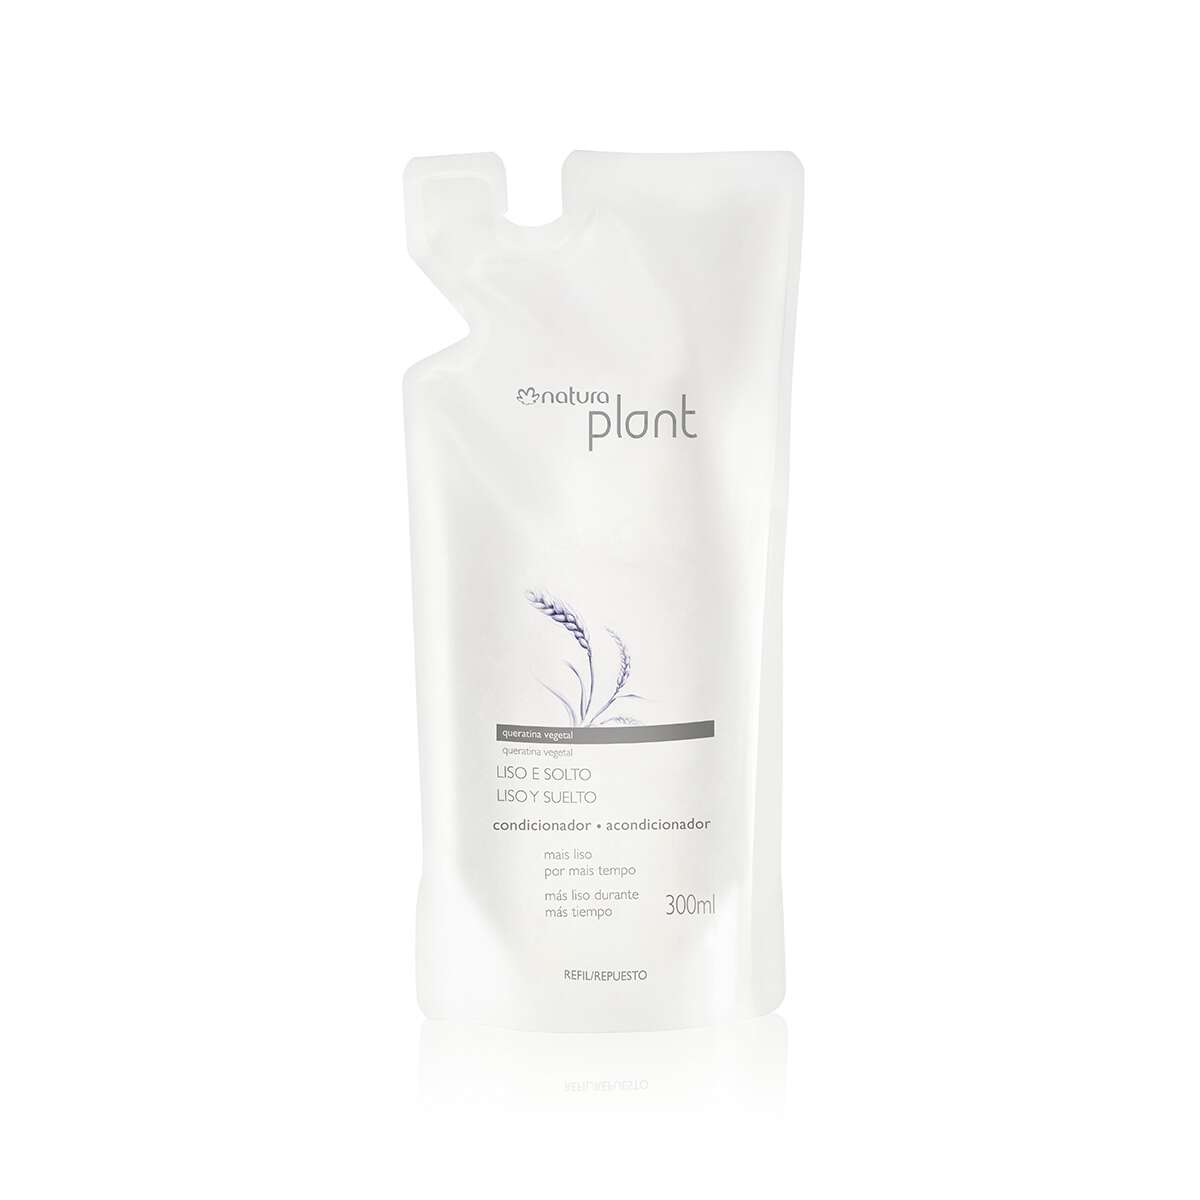 natura
plant
queratina vegetal
queratina vegetal
LISO E SOLTO
LISO Y SUELTO
condicionador • acondicionador
mais liso
por mais tempo
más liso durante
más tiempo
300ml
REFIL/REPUESTO